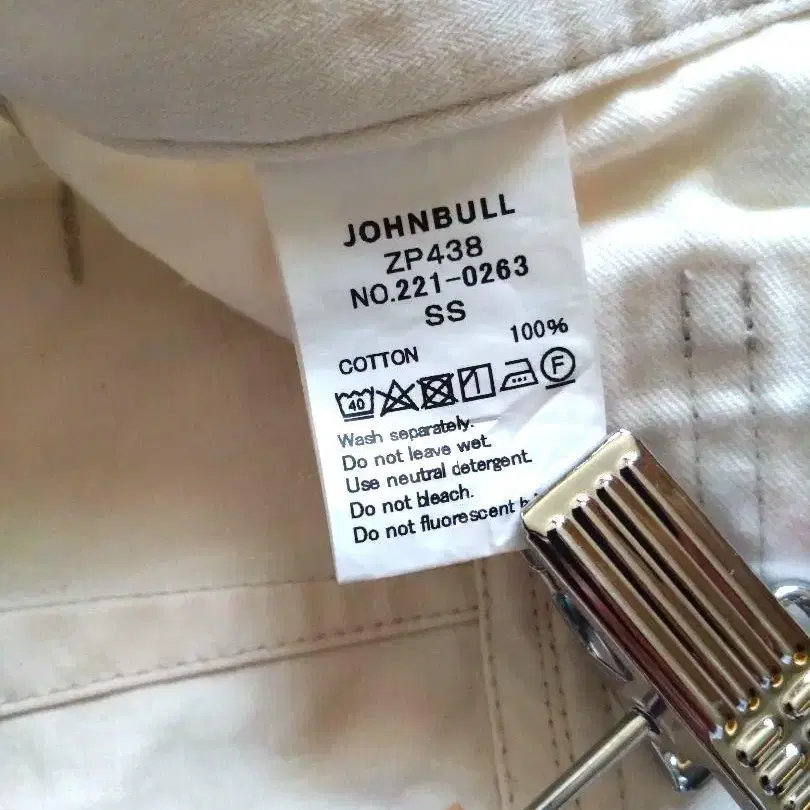 JOHNBULL
ZP438
NO.221-0263
SS
COTTON 100%
40 F
Wash separately.
Do not leave wet.
Use neutral detergent.
Do not bleach.
Do not fluorescent